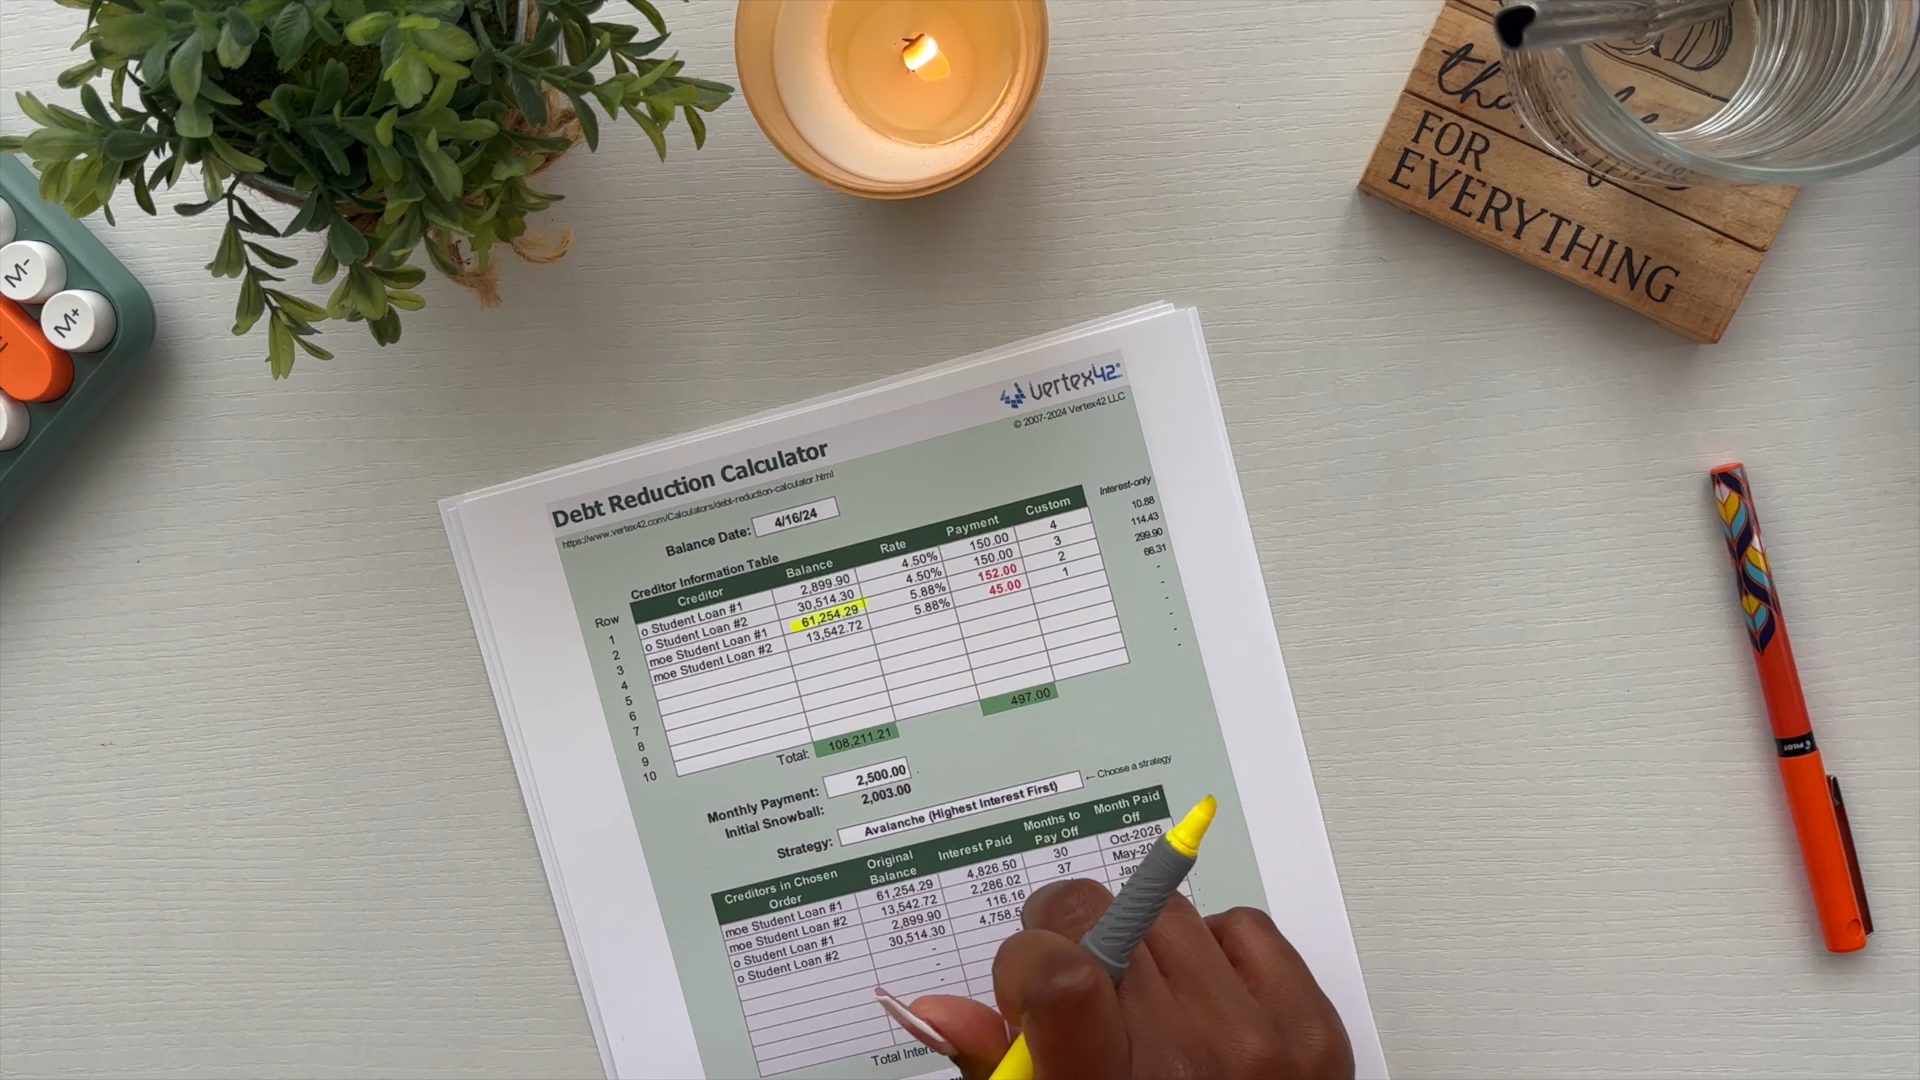 M-
M+
FOR
EVERYTHING
PILOT
vertex42
© 2007-2024 Vertex42 LLC
Debt Reduction Calculator
https://www.vertex42.com/Calculators/debt-reduction-calculator.html
Balance Date: 4/16/24
Creditor Information Table
Row Creditor Balance Rate Payment Custom Interest-only
1 o Student Loan #1 2,899.90 4.50% 150.00 4 10.88
2 o Student Loan #2 30,514.30 4.50% 150.00 3 114.43
3 moe Student Loan #1 61,254.29 5.88% 152.00 2 299.90
4 moe Student Loan #2 13,542.72 5.88% 45.00 1 66.31
5 -
6 -
7 -
8 -
9 -
10 -
Total: 108,211.21 497.00
Monthly Payment: 2,500.00
Initial Snowball: 2,003.00
Strategy: Avalanche (Highest Interest First) ← Choose a strategy
Creditors in Chosen Order Original Balance Interest Paid Months to Pay Off Month Paid Off
moe Student Loan #1 61,254.29 4,826.50 30 Oct-2026
moe Student Loan #2 13,542.72 2,286.02 37 May-20
o Student Loan #1 2,899.90 116.16 Jan
o Student Loan #2 30,514.30 4,758.5
- -
-
-
Total Inter